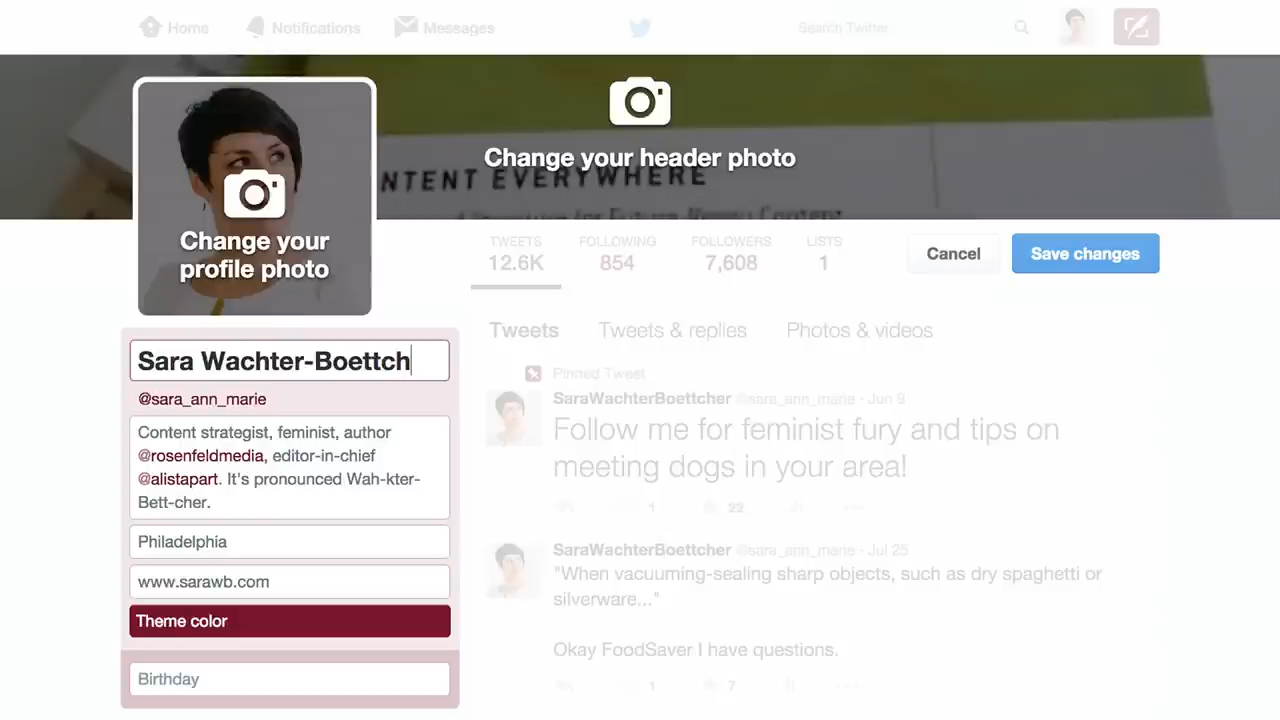 Home Notifications Messages Search Twitter
Change your header photo
NTENT EVERYWHERE
Change your
profile photo
TWEETS FOLLOWING FOLLOWERS LISTS
12.6K 854 7,608 1
Cancel Save changes
Tweets Tweets & replies Photos & videos
Sara Wachter-Boettch
@sara_ann_marie
Content strategist, feminist, author
@rosenfeldmedia, editor-in-chief
@alistapart. It's pronounced Wah-kter-
Bett-cher.
Philadelphia
www.sarawb.com
Theme color
Birthday
Pinned Tweet
SaraWachterBoettcher @sara_ann_marie · Jun 9
Follow me for feminist fury and tips on
meeting dogs in your area!
1 22
SaraWachterBoettcher @sara_ann_marie · Jul 25
"When vacuuming-sealing sharp objects, such as dry spaghetti or
silverware..."
Okay FoodSaver I have questions.
1 7